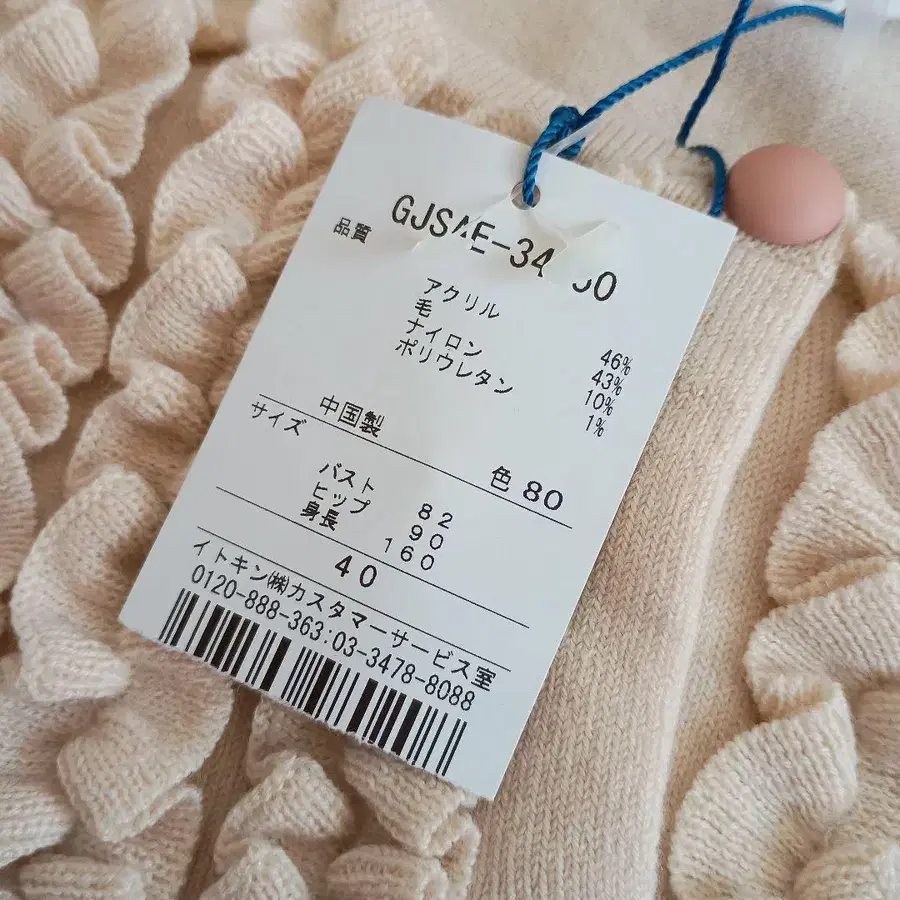 品質
アクリル 46%
毛 43%
ナイロン 10%
ポリウレタン 1%
中国製
サイズ 色 80
バスト 82
ヒップ 90
身長 160
40
イトキン㈱カスタマーサービス室
0120-888-363:03-3478-8088